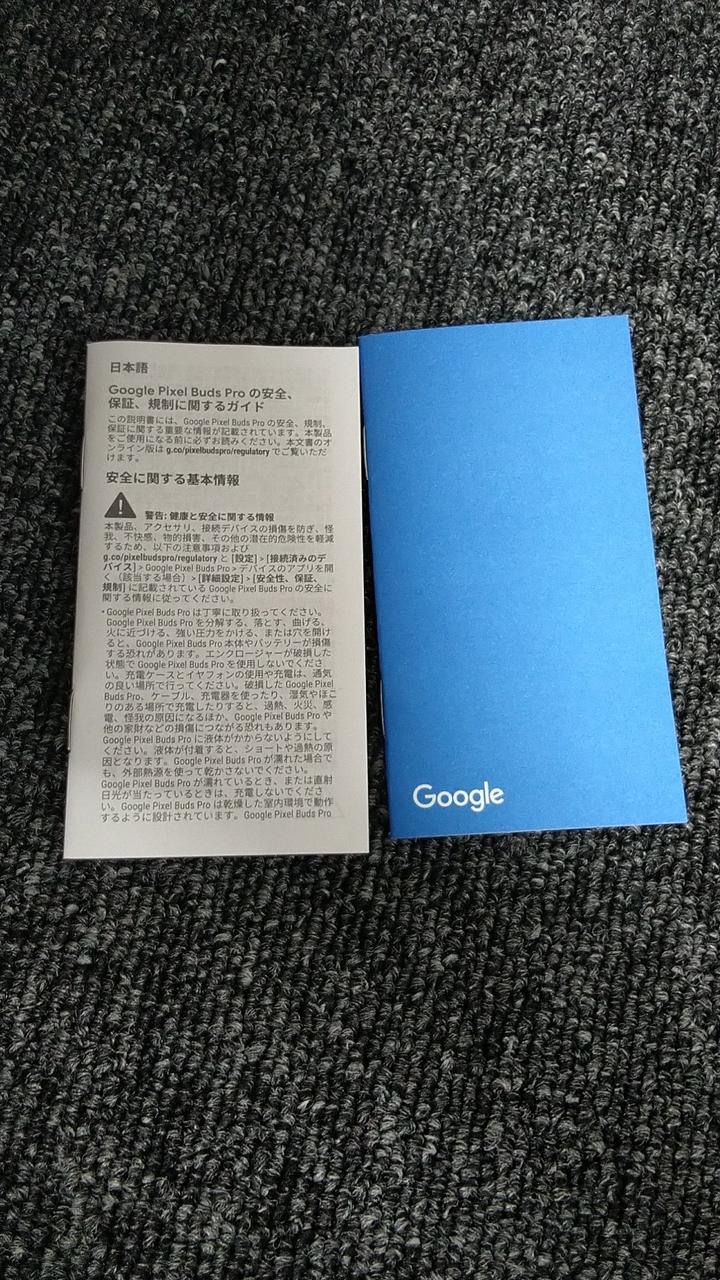 日本語
Google Pixel Buds Pro の安全、
保証、規制に関するガイド
この説明書には、Google Pixel Buds Pro の安全、規制、
保証に関する重要な情報が記載されています。本製品
をご使用になる前に必ずお読みください。本文書のオ
ンライン版は g.co/pixelbudspro/regulatory でご覧いただ
けます。
安全に関する基本情報
警告: 健康と安全に関する情報
本製品、アクセサリ、接続デバイスの損傷を防ぎ、怪
我、不快感、物的損害、その他の潜在的危険性を軽減
するため、以下の注意事項および
g.co/pixelbudspro/regulatory と [設定] > [接続済みのデ
バイス] > Google Pixel Buds Pro > デバイスのアプリを開
く（該当する場合）> [詳細設定] > [安全性、保証、
規制] に記載されている Google Pixel Buds Pro の安全に
関する情報に従ってください。
• Google Pixel Buds Pro は丁寧に取り扱ってください。
Google Pixel Buds Pro を分解する、落とす、曲げる、
火に近づける、強い圧力をかける、または穴を開け
ると、Google Pixel Buds Pro 本体やバッテリーが損傷
する恐れがあります。エンクロージャーが破損した
状態で Google Pixel Buds Pro を使用しないでくださ
い。充電ケースとイヤフォンの使用や充電は、通気
の良い場所で行ってください。破損した Google Pixel
Buds Pro、ケーブル、充電器を使ったり、湿気やほこ
りのある場所で充電したりすると、過熱、火災、感
電、怪我の原因になるほか、Google Pixel Buds Pro や
他の家財などの損傷につながる恐れもあります。
Google Pixel Buds Pro に液体がかからないようにして
ください。液体が付着すると、ショートや過熱の原
因となります。Google Pixel Buds Pro が濡れた場合で
も、外部熱源を使って乾かさないでください。
Google Pixel Buds Pro が濡れているとき、または直射
日光が当たっているときは、充電しないでくださ
い。Google Pixel Buds Pro は乾燥した室内環境で動作
するように設計されています。Google Pixel Buds Pro
Google